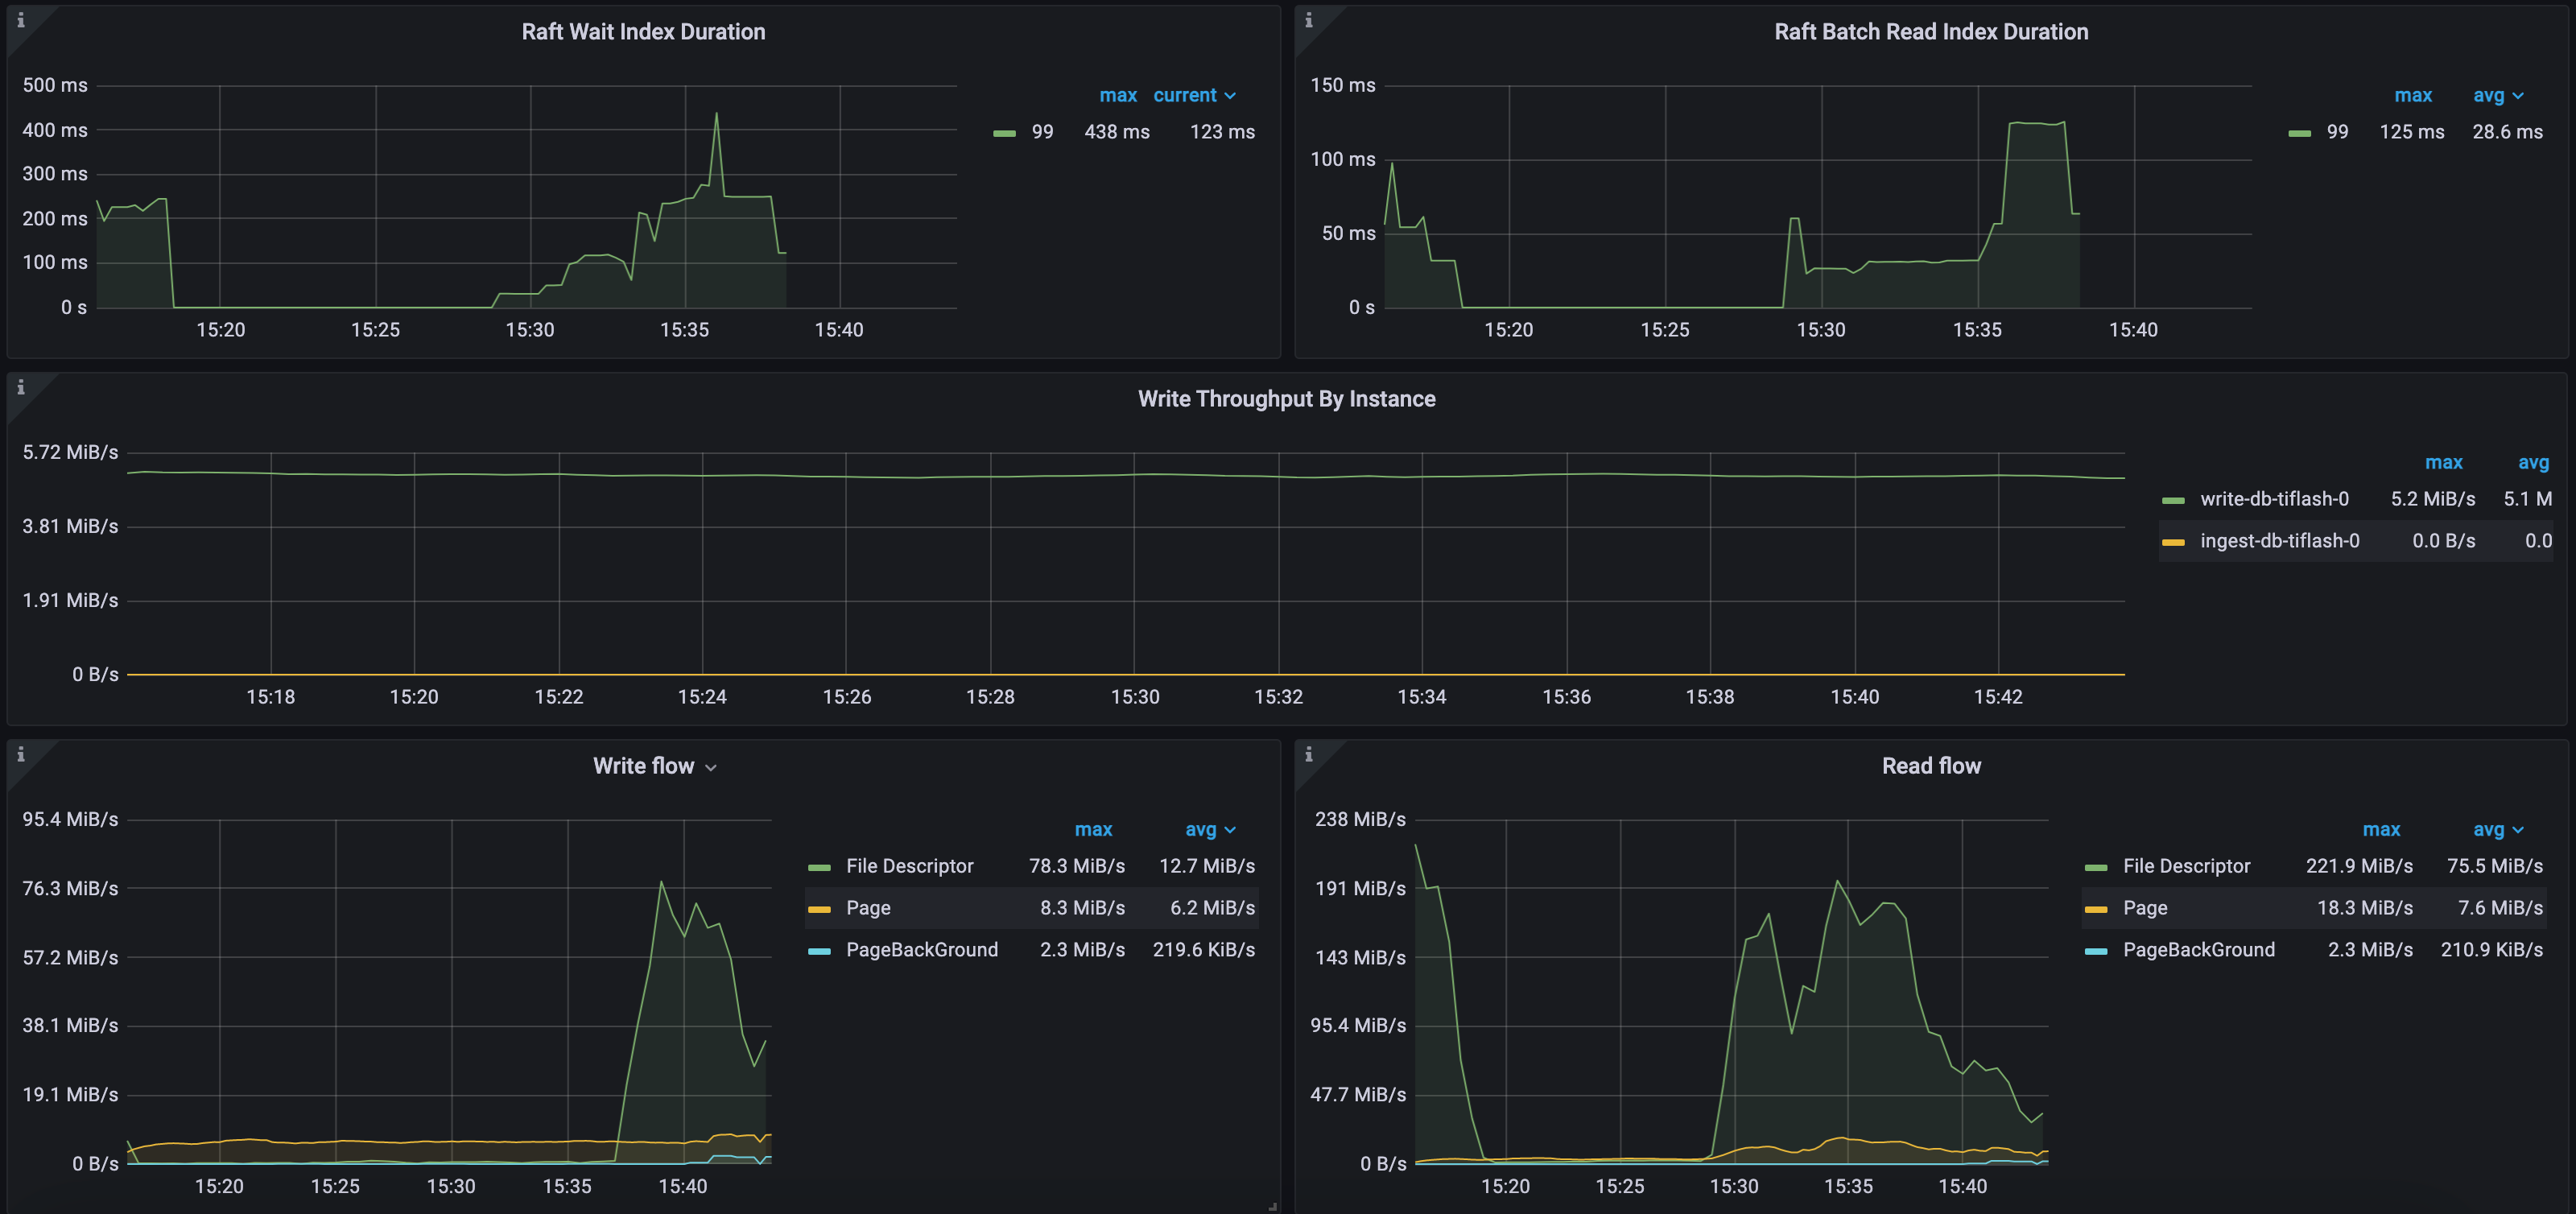 Raft Wait Index Duration
500 ms
400 ms
300 ms
200 ms
100 ms
0 s
15:20 15:25 15:30 15:35 15:40
max current
99 438 ms 123 ms
Raft Batch Read Index Duration
150 ms
100 ms
50 ms
0 s
15:20 15:25 15:30 15:35 15:40
max avg
99 125 ms 28.6 ms
Write Throughput By Instance
5.72 MiB/s
3.81 MiB/s
1.91 MiB/s
0 B/s
15:18 15:20 15:22 15:24 15:26 15:28 15:30 15:32 15:34 15:36 15:38 15:40 15:42
max avg
write-db-tiflash-0 5.2 MiB/s 5.1 M
ingest-db-tiflash-0 0.0 B/s 0.0
Write flow
95.4 MiB/s
76.3 MiB/s
57.2 MiB/s
38.1 MiB/s
19.1 MiB/s
0 B/s
15:20 15:25 15:30 15:35 15:40
max avg
File Descriptor 78.3 MiB/s 12.7 MiB/s
Page 8.3 MiB/s 6.2 MiB/s
PageBackGround 2.3 MiB/s 219.6 KiB/s
Read flow
238 MiB/s
191 MiB/s
143 MiB/s
95.4 MiB/s
47.7 MiB/s
0 B/s
15:20 15:25 15:30 15:35 15:40
max avg
File Descriptor 221.9 MiB/s 75.5 MiB/s
Page 18.3 MiB/s 7.6 MiB/s
PageBackGround 2.3 MiB/s 210.9 KiB/s